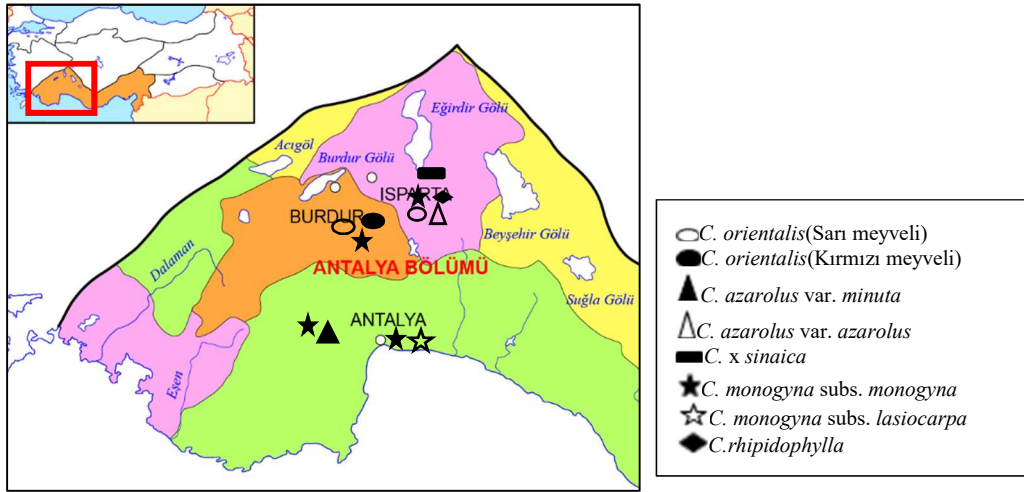 Eğirdir Gölü
Acıgöl
Burdur Gölü
ISPARTA
BURDUR
Beyşehir Gölü
Dalaman
ANTALYA BÖLÜMÜ
Suğla Gölü
ANTALYA
Eşen
C. orientalis(Sarı meyveli)
C. orientalis(Kırmızı meyveli)
C. azarolus var. minuta
C. azarolus var. azarolus
C. x sinaica
C. monogyna subs. monogyna
C. monogyna subs. lasiocarpa
C.rhipidophylla